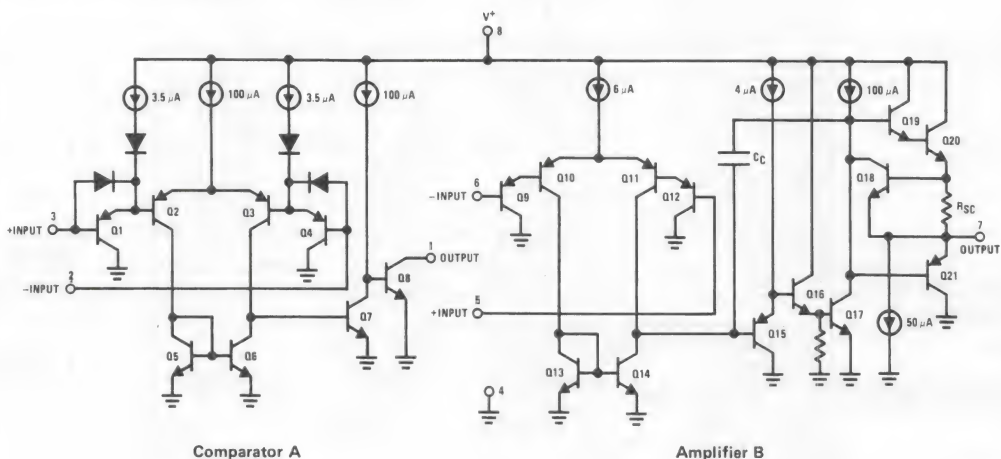 V+
8
3.5 μA
100 μA
3.5 μA
100 μA
6 μA
4 μA
100 μA
Q19
Q20
CC
Q18
6
-INPUT
Q9
Q10
Q11
Q12
RSC
3
+INPUT
Q1
Q2
Q3
Q4
7
OUTPUT
1
OUTPUT
2
-INPUT
Q8
Q16
Q21
5
+INPUT
Q7
Q15
Q17
50 μA
Q5
Q6
Q13
Q14
4
Comparator A
Amplifier B